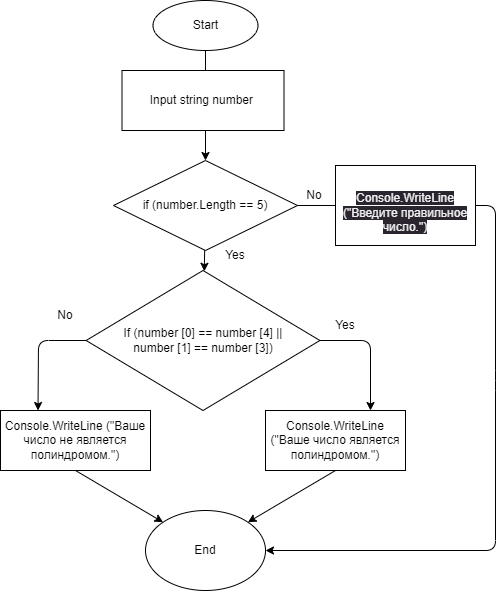 Start
Input string number
if (number.Length == 5)
No
Console.WriteLine
("Введите правильное
число.")
Yes
No
If (number [0] == number [4] ||
number [1] == number [3])
Yes
Console.WriteLine ("Ваше
число не является
полиндромом.")
Console.WriteLine
("Ваше число является
полиндромом.")
End